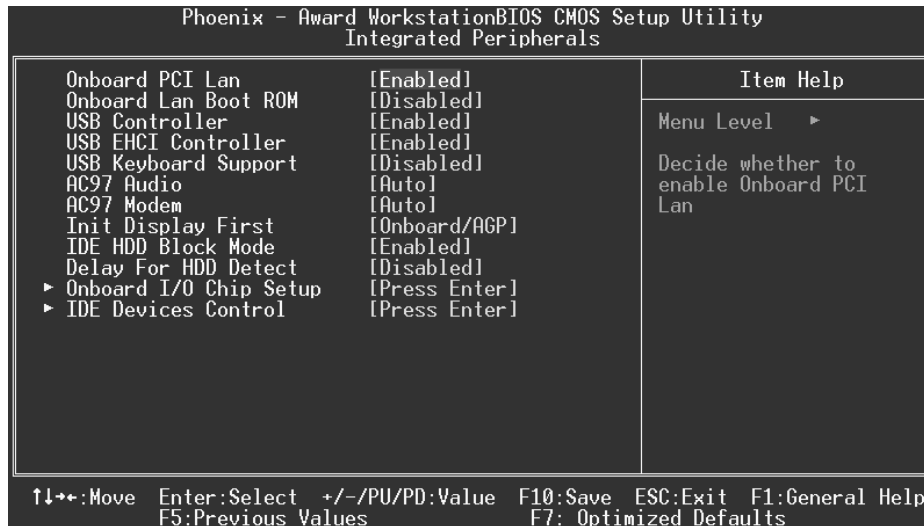 Phoenix - Award WorkstationBIOS CMOS Setup Utility
Integrated Peripherals
Onboard PCI Lan [Enabled]
Onboard Lan Boot ROM [Disabled]
USB Controller [Enabled]
USB EHCI Controller [Enabled]
USB Keyboard Support [Disabled]
AC97 Audio [Auto]
AC97 Modem [Auto]
Init Display First [Onboard/AGP]
IDE HDD Block Mode [Enabled]
Delay For HDD Detect [Disabled]
► Onboard I/O Chip Setup [Press Enter]
► IDE Devices Control [Press Enter]
Item Help
Menu Level ►
Decide whether to
enable Onboard PCI
Lan
↑↓→←:Move Enter:Select +/-/PU/PD:Value F10:Save ESC:Exit F1:General Help
F5:Previous Values F7: Optimized Defaults